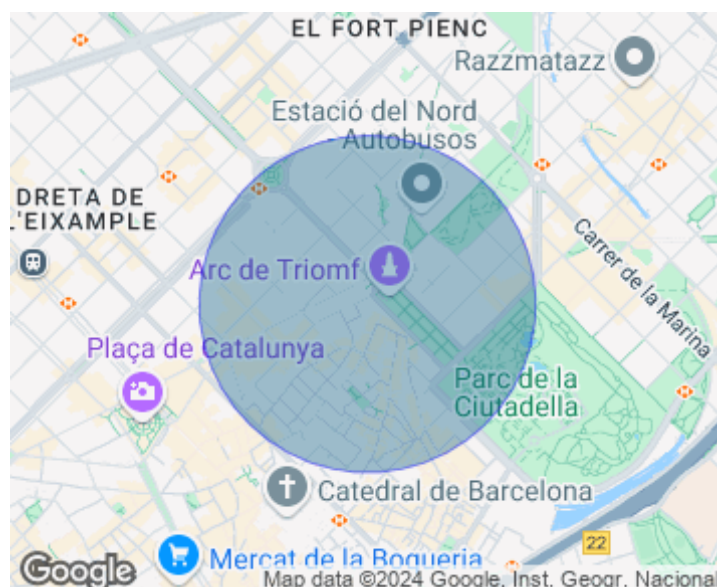 EL FORT PIENC
Razzmatazz
Estació del Nord
Autobusos
DRETA DE
L'EIXAMPLE
Arc de Triomf
Carrer de la Marina
Plaça de Catalunya
Parc de la
Ciutadella
Catedral de Barcelona
22
Mercat de la Boqueria
Google
Map data ©2024 Google, Inst. Geogr. Nacional